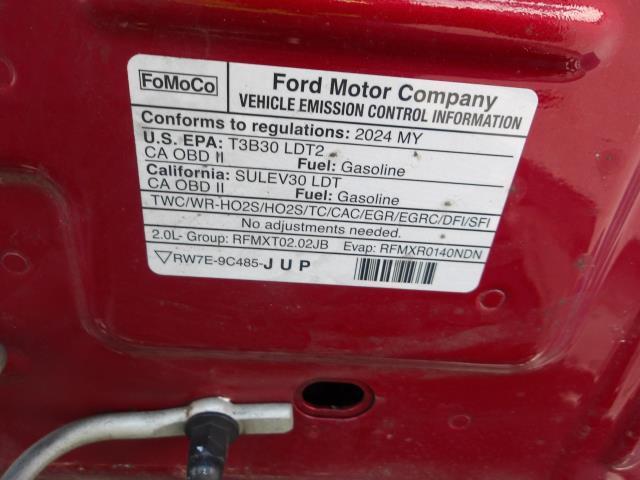 FoMoCo
Ford Motor Company
VEHICLE EMISSION CONTROL INFORMATION
Conforms to regulations: 2024 MY
U.S. EPA: T3B30 LDT2
CA OBD II Fuel: Gasoline
California: SULEV30 LDT
CA OBD II Fuel: Gasoline
TWC/WR-HO2S/HO2S/TC/CAC/EGR/EGRC/DFI/SFI
No adjustments needed.
2.0L- Group: RFMXT02.02JB Evap: RFMXR0140NDN
▽RW7E-9C485-JUP